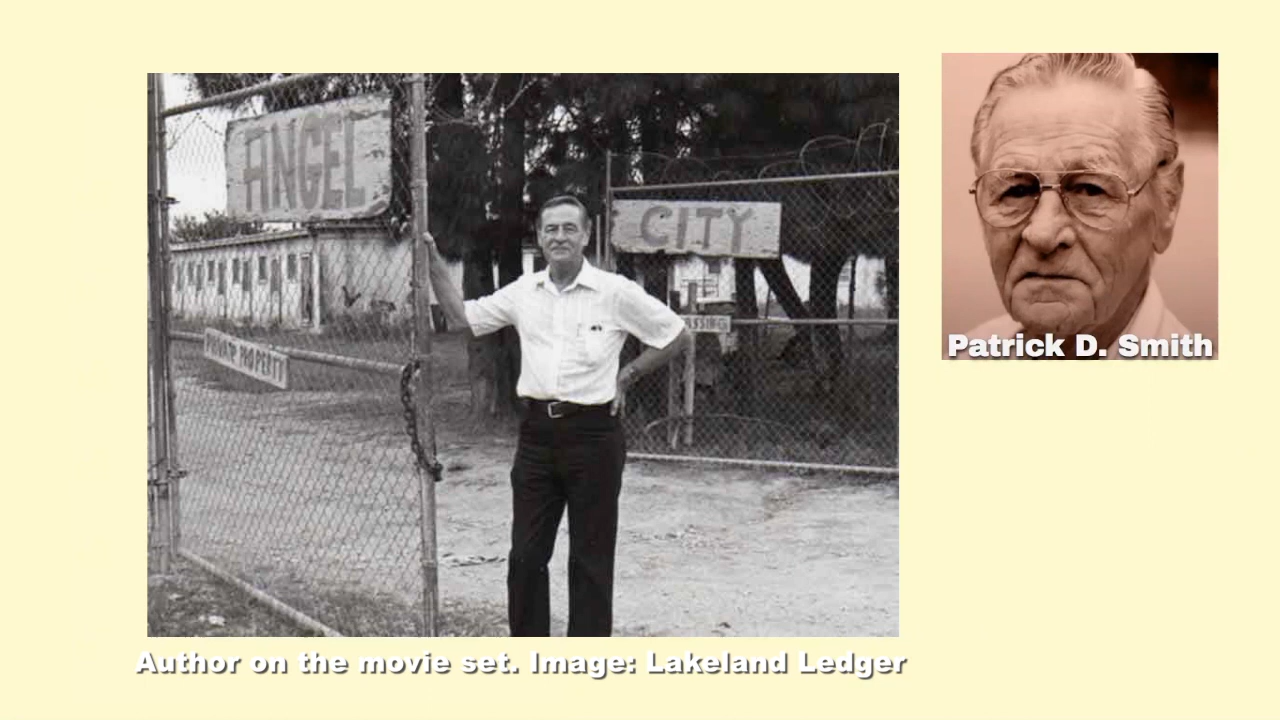 ANGEL
CITY
PRIVATE PROPERTY
Patrick D. Smith
Author on the movie set. Image: Lakeland Ledger